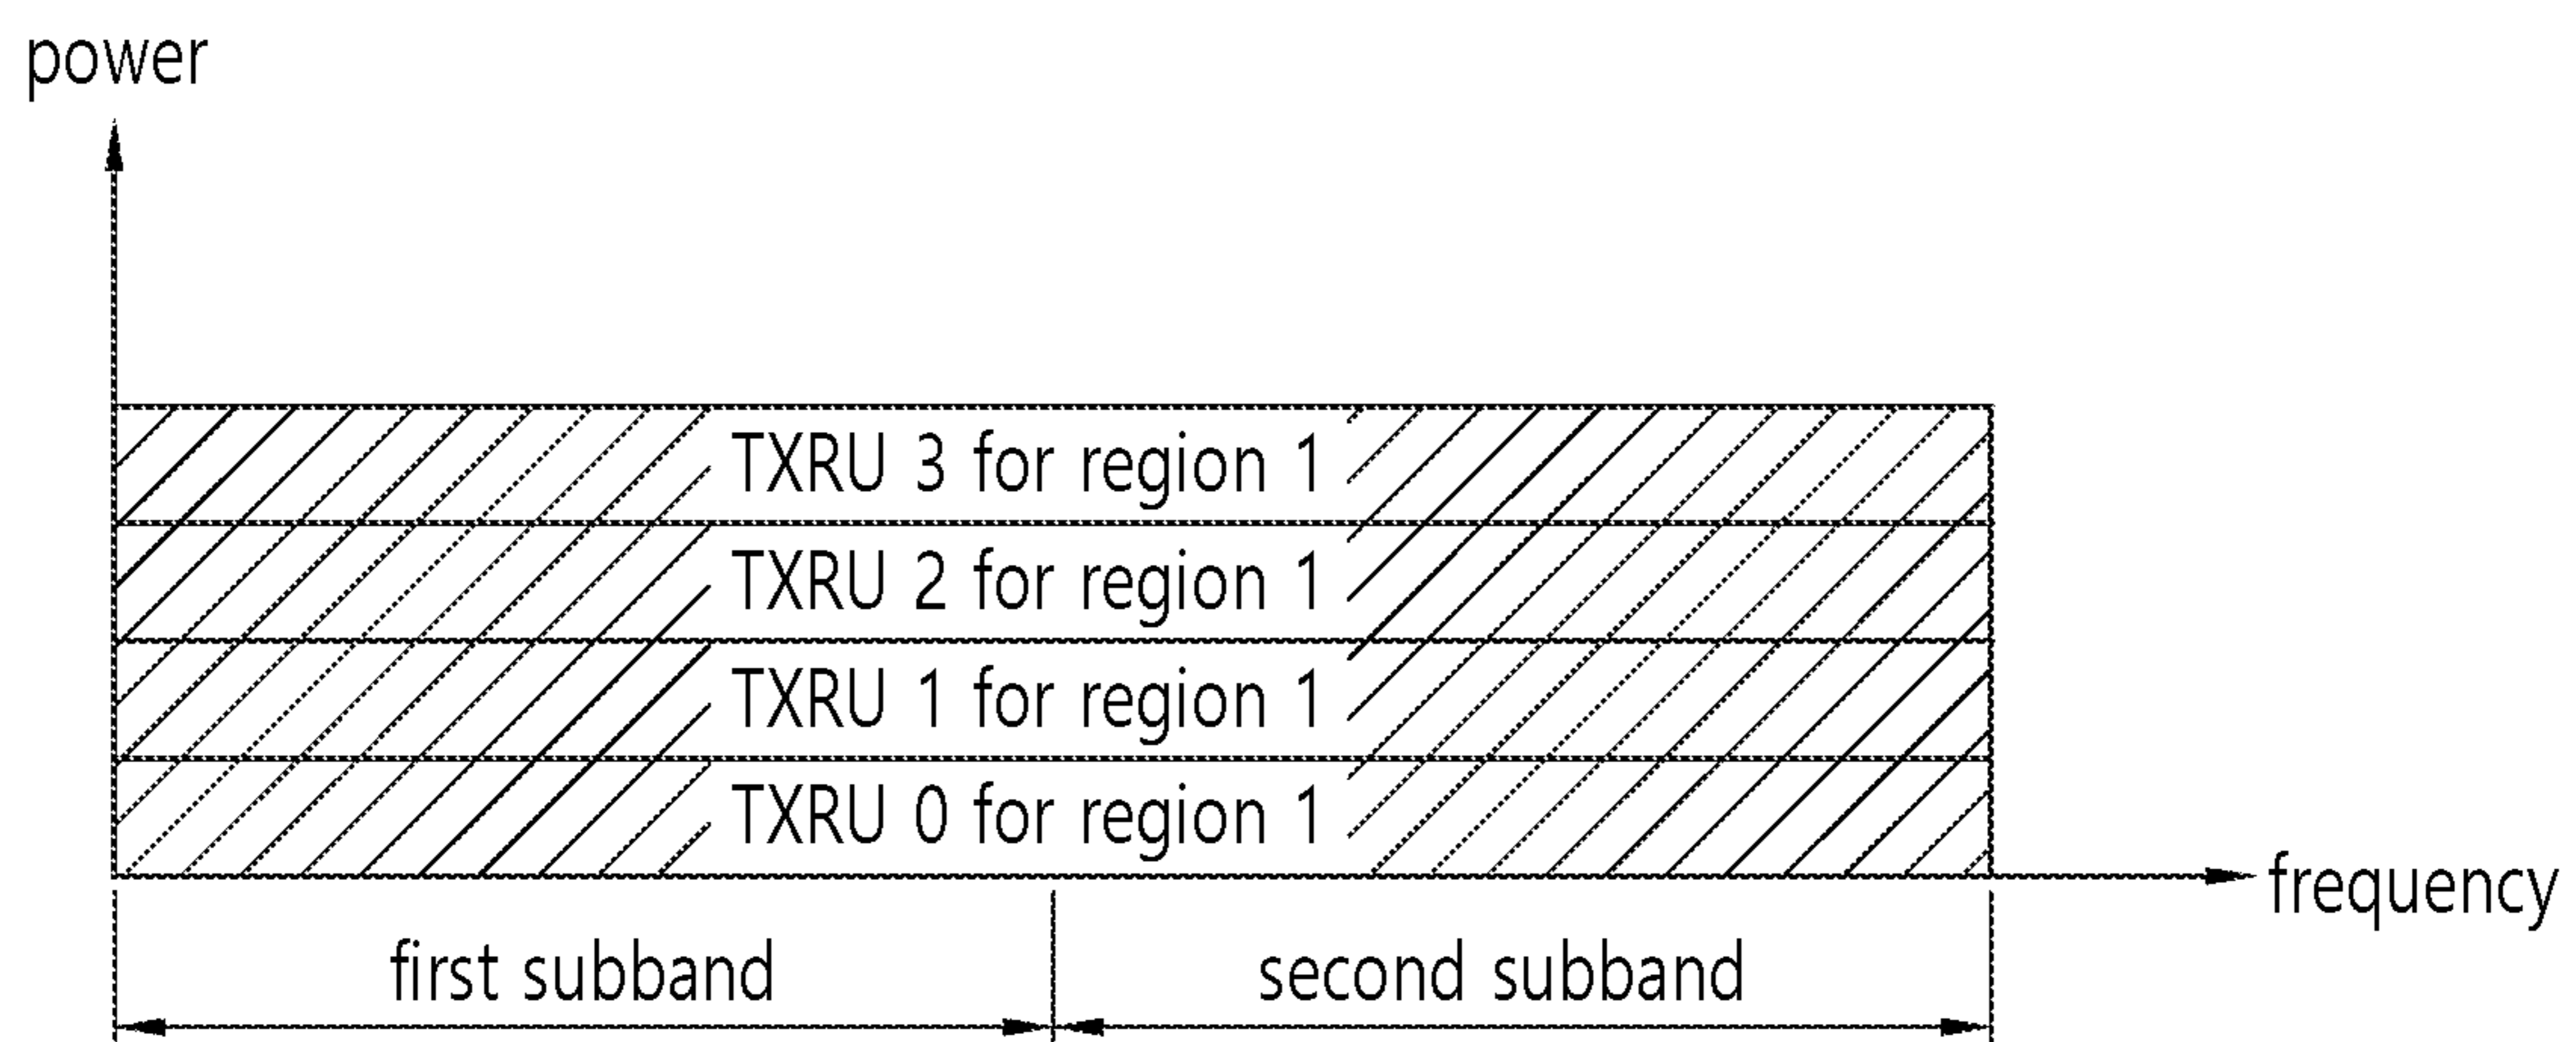 power
TXRU 3 for region 1
TXRU 2 for region 1
TXRU 1 for region 1
TXRU 0 for region 1
frequency
first subband
second subband